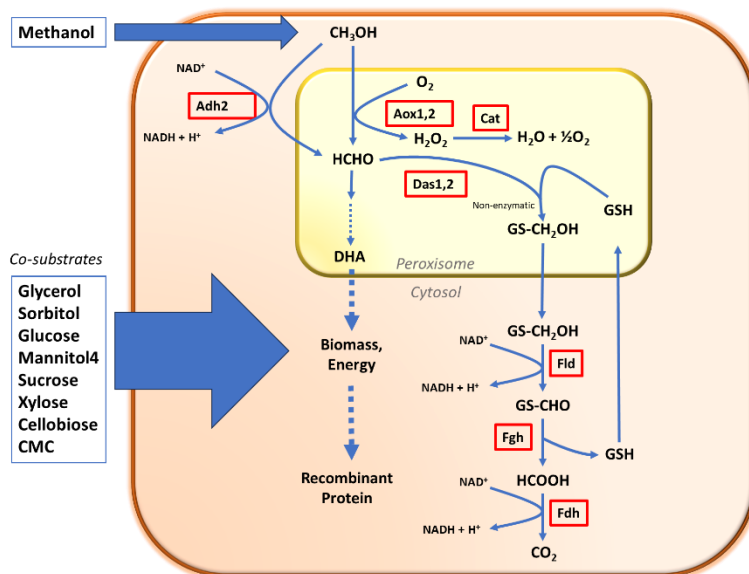 Methanol
CH₃OH
NAD⁺
Adh2
NADH + H⁺
O₂
Aox1,2
Cat
H₂O₂
H₂O + ½O₂
HCHO
Das1,2
Non-enzymatic
GSH
GS-CH₂OH
DHA
Peroxisome
Cytosol
Co-substrates
Glycerol
Sorbitol
Glucose
Mannitol4
Sucrose
Xylose
Cellobiose
CMC
Biomass,
Energy
Recombinant
Protein
GS-CH₂OH
NAD⁺
Fld
NADH + H⁺
GS-CHO
Fgh
GSH
HCOOH
NAD⁺
Fdh
NADH + H⁺
CO₂